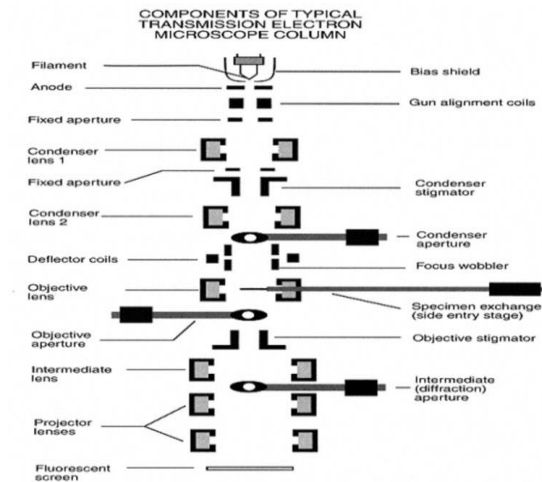 COMPONENTS OF TYPICAL
TRANSMISSION ELECTRON
MICROSCOPE COLUMN
Filament
Bias shield
Anode
Gun alignment coils
Fixed aperture
Condenser
lens 1
Fixed aperture
Condenser
stigmator
Condenser
lens 2
Condenser
aperture
Deflector coils
Focus wobbler
Objective
lens
Specimen exchange
(side entry stage)
Objective
aperture
Objective stigmator
Intermediate
lens
Intermediate
(diffraction)
aperture
Projector
lenses
Fluorescent
screen